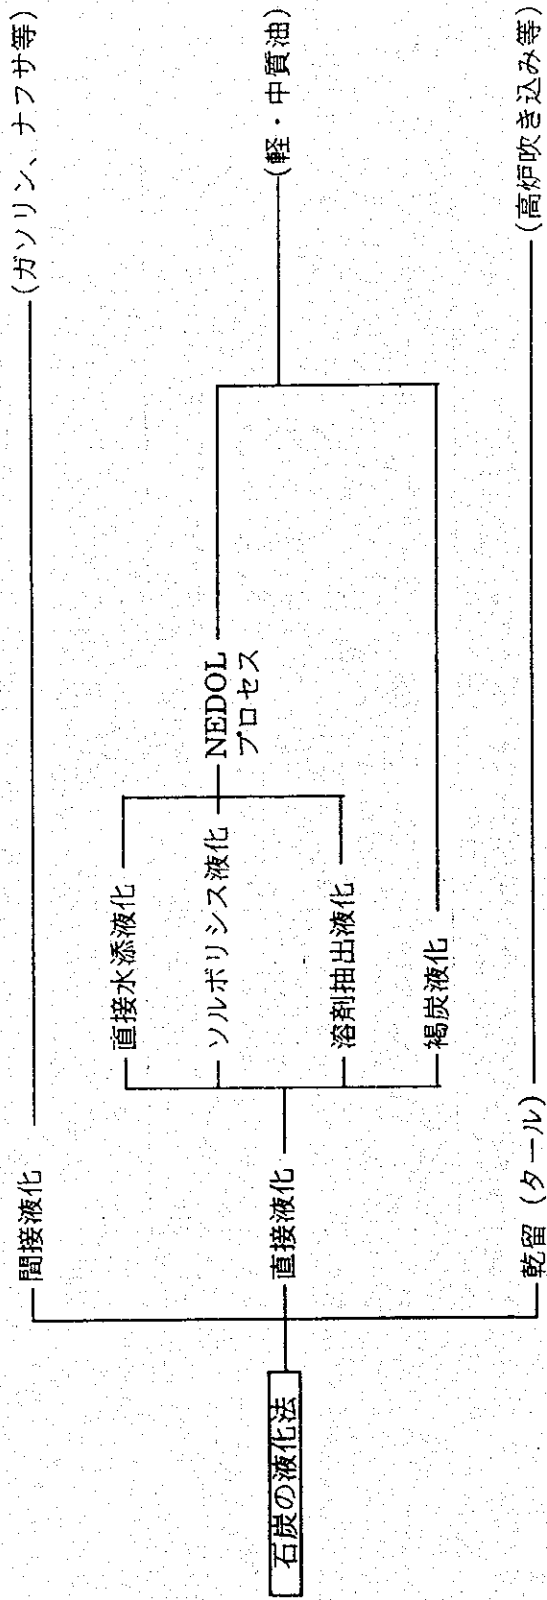 石炭の液化法
間接液化
(ガソリン、ナフサ等)
直接液化
直接水添液化
ソルボリシス液化
溶剤抽出液化
NEDOL
プロセス
褐炭液化
(軽・中質油)
乾留 (タール)
(高炉吹き込み等)